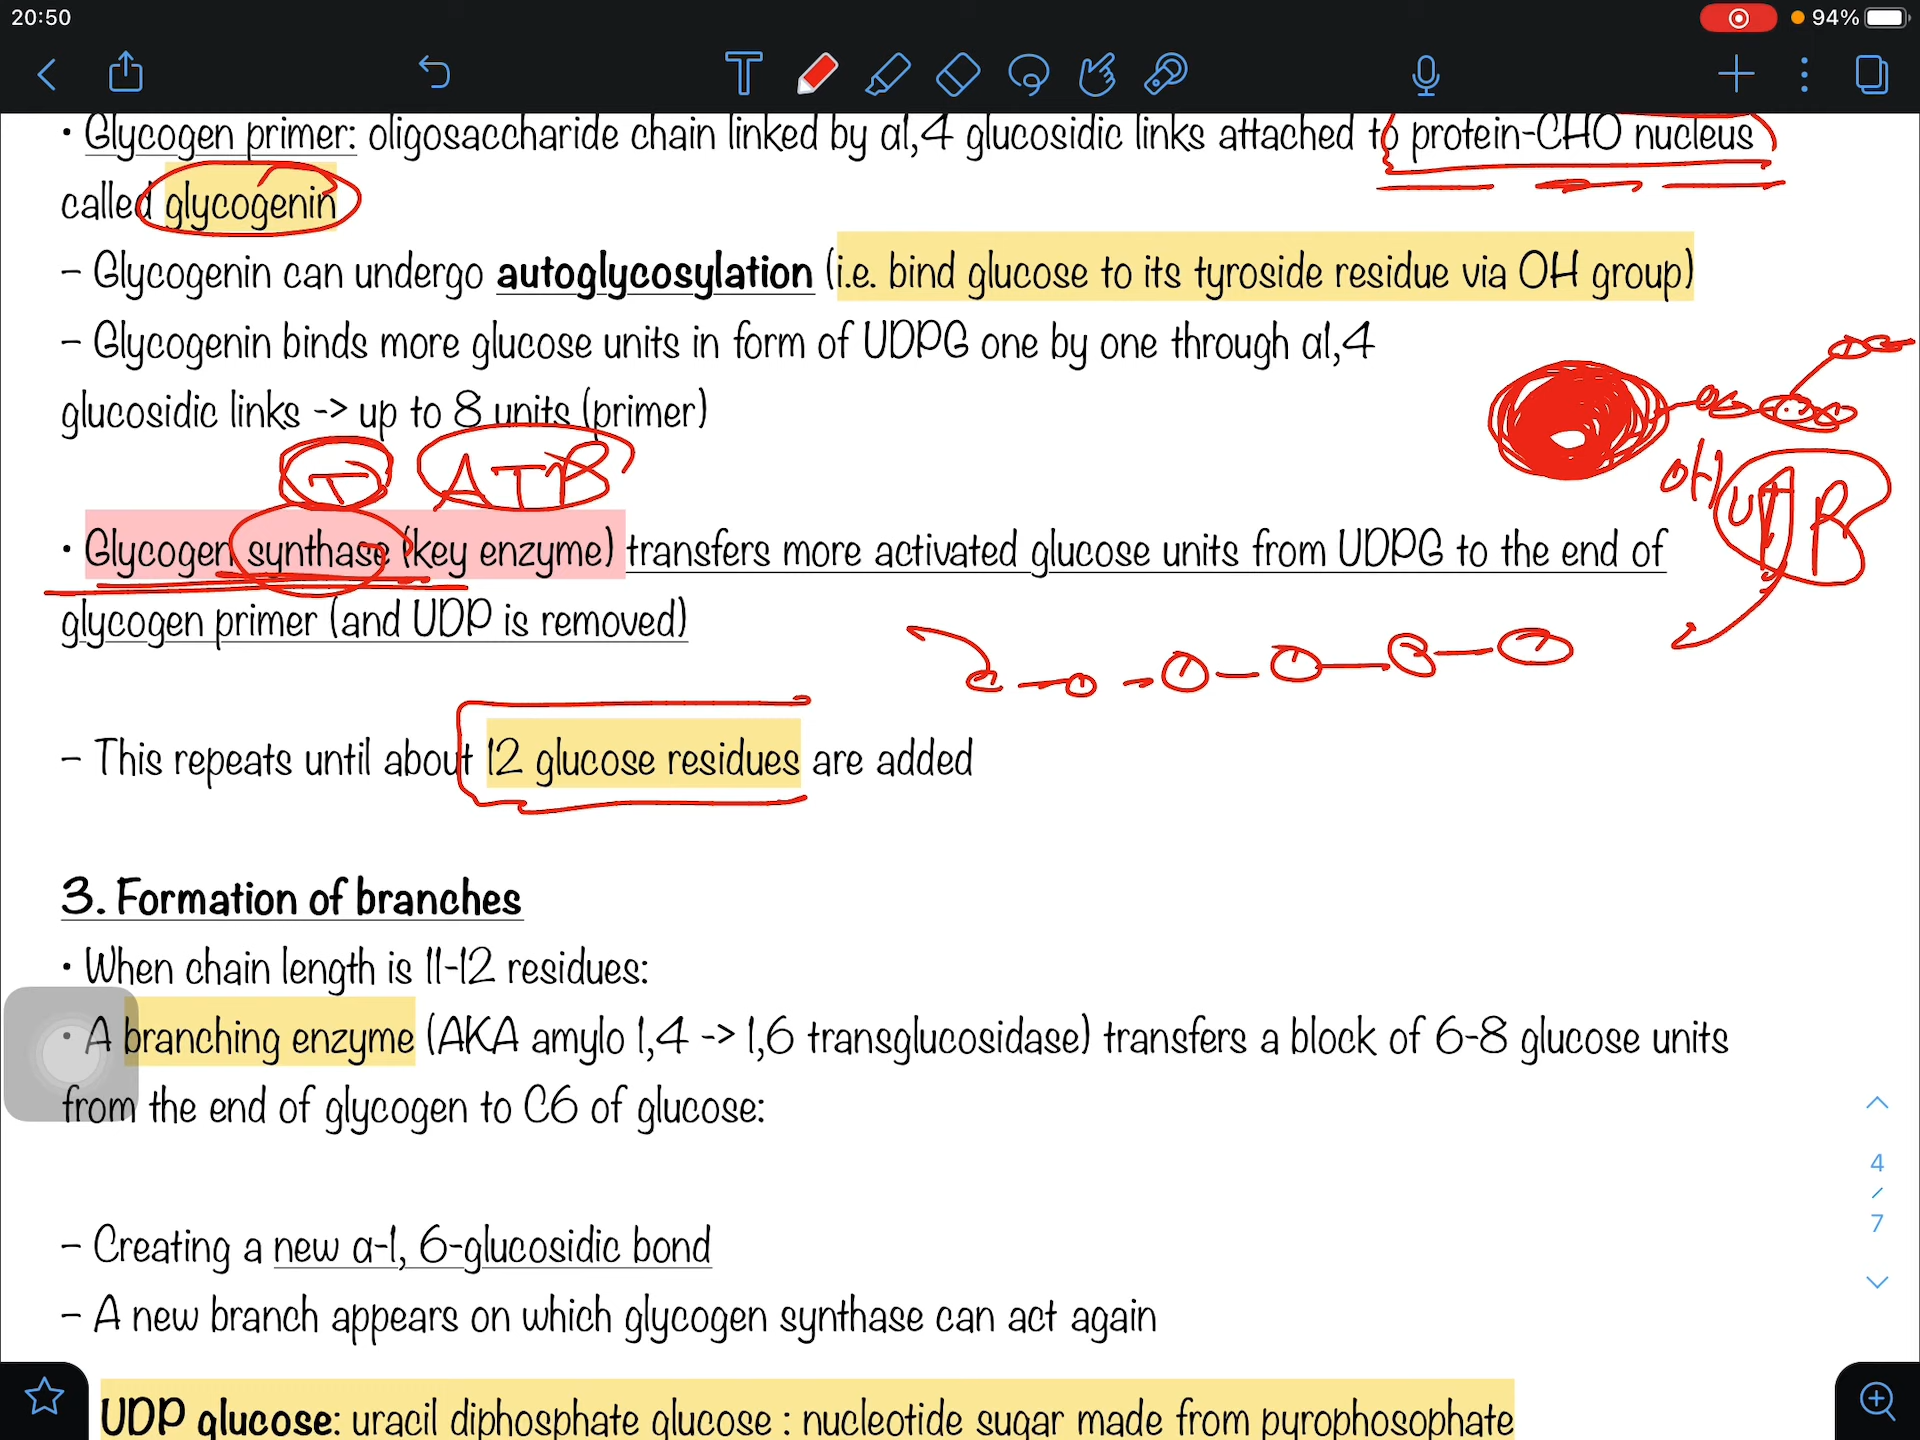 20:50
94%
T
· Glycogen primer: oligosaccharide chain linked by α1,4 glucosidic links attached to protein-CHO nucleus
called glycogenin
– Glycogenin can undergo autoglycosylation (i.e. bind glucose to its tyroside residue via OH group)
– Glycogenin binds more glucose units in form of UDPG one by one through α1,4
glucosidic links -> up to 8 units (primer)
OH
· Glycogen synthase (key enzyme) transfers more activated glucose units from UDPG to the end of
glycogen primer (and UDP is removed)
– This repeats until about 12 glucose residues are added
3. Formation of branches
· When chain length is 11-12 residues:
· A branching enzyme (AKA amylo 1,4 -> 1,6 transglucosidase) transfers a block of 6-8 glucose units
from the end of glycogen to C6 of glucose:
4
/
7
– Creating a new α-1, 6-glucosidic bond
– A new branch appears on which glycogen synthase can act again
UDP glucose: uracil diphosphate glucose : nucleotide sugar made from pyrophosophate